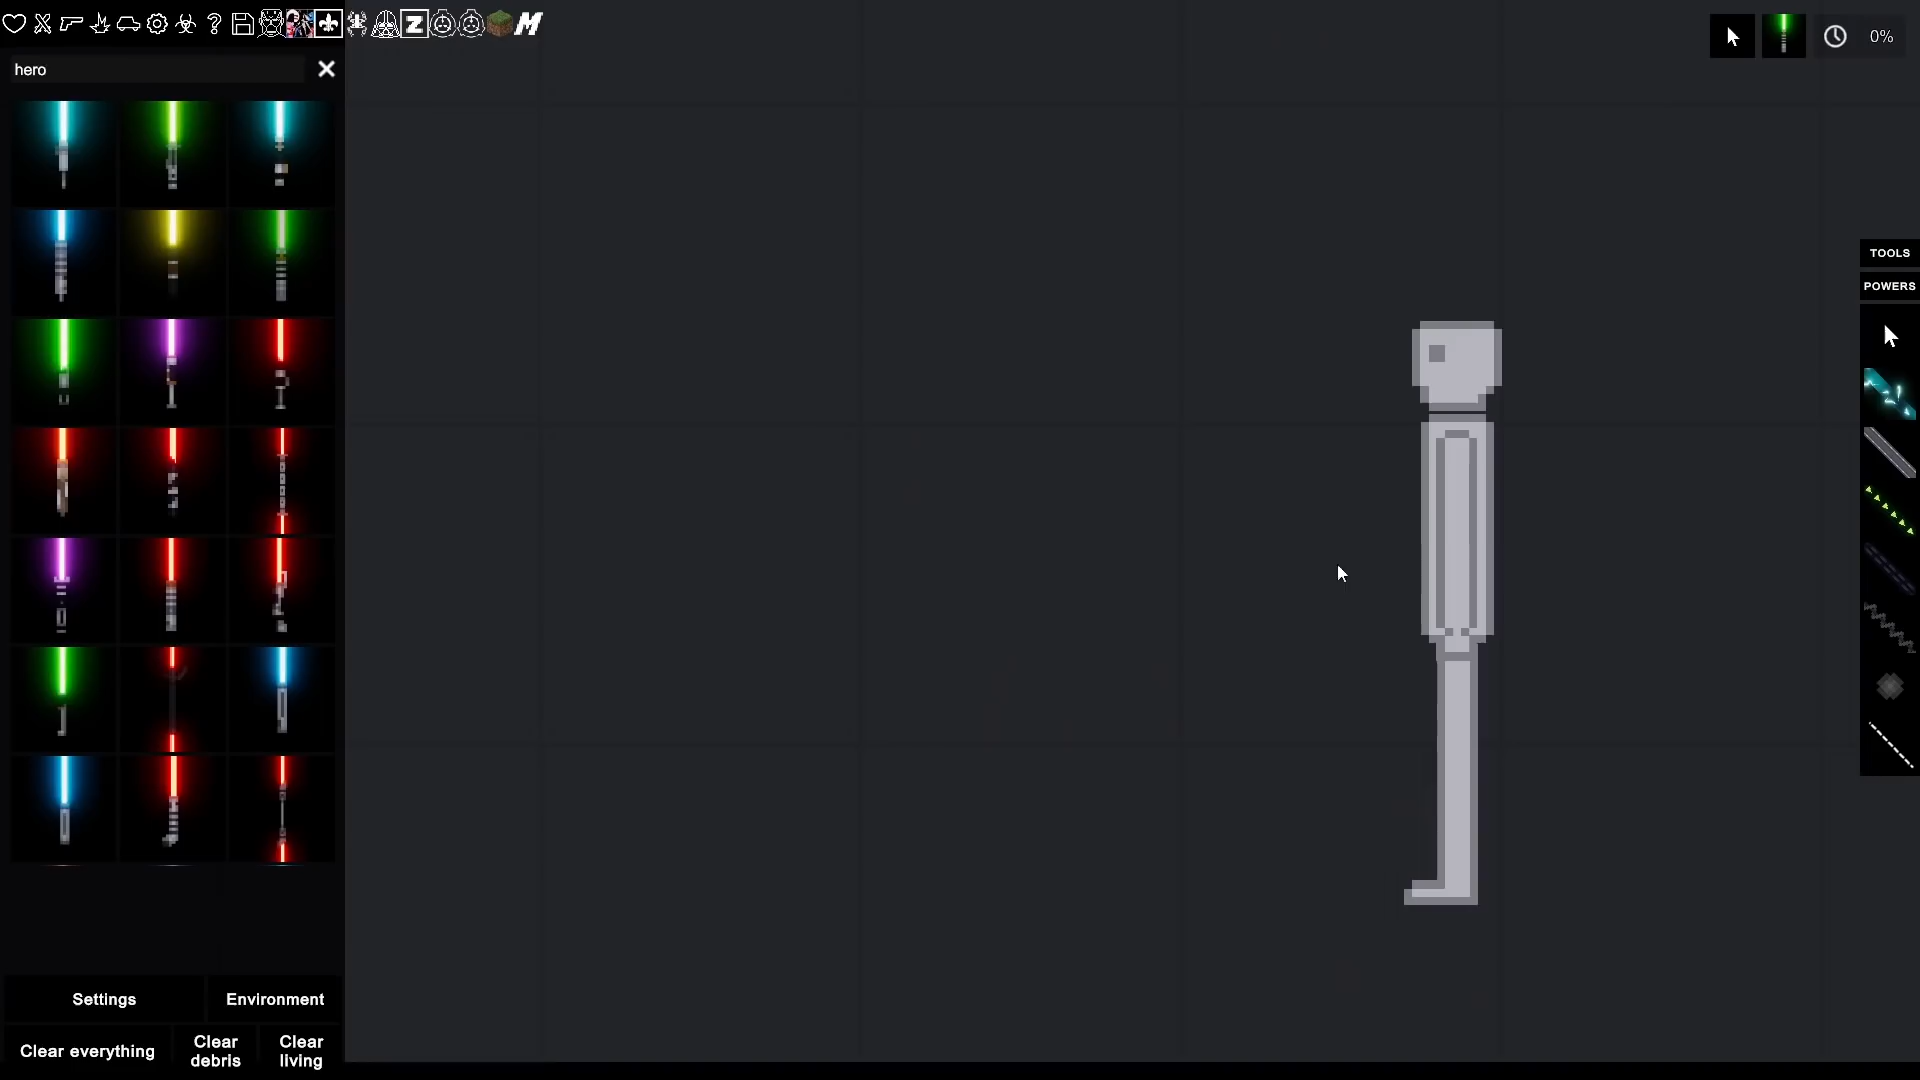 Z M
0%
hero
TOOLS
POWERS
Settings
Environment
Clear everything
Clear
debris
Clear
living